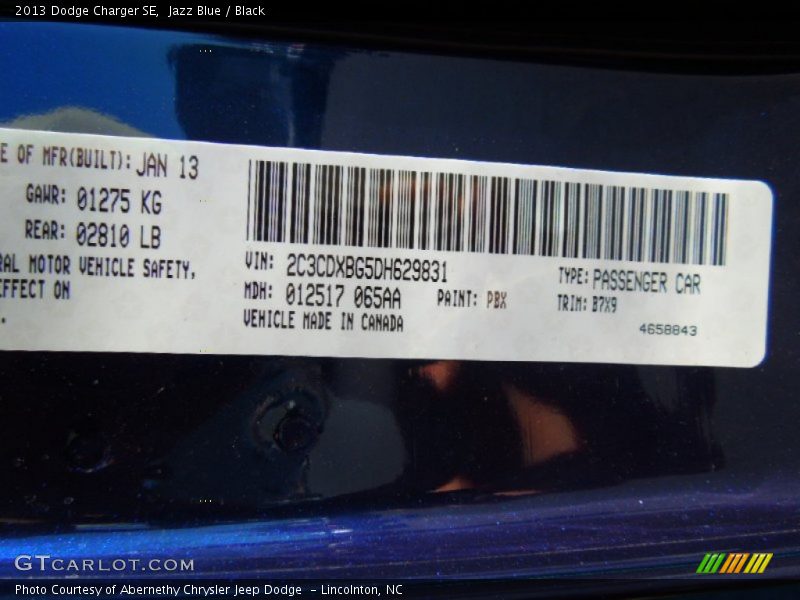 2013 Dodge Charger SE,  Jazz Blue / Black
E OF MFR(BUILT): JAN 13
GAWR: 01275 KG
REAR: 02810 LB
RAL MOTOR VEHICLE SAFETY,
EFFECT ON
.
VIN: 2C3CDXBG5DH629831
MDH: 012517 065AA PAINT: PBX
VEHICLE MADE IN CANADA
TYPE: PASSENGER CAR
TRIM: B7X9
4658843
GTCARLOT.COM
Photo Courtesy of Abernethy Chrysler Jeep Dodge  - Lincolnton, NC